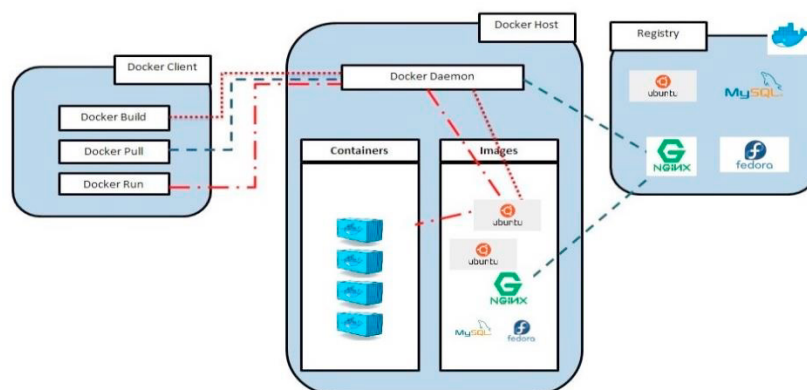 Docker Client
Docker Build
Docker Pull
Docker Run
Docker Host
Docker Daemon
Containers
Images
ubuntu
ubuntu
NGINX
MySQL
fedora
Registry
ubuntu
MySQL
NGINX
fedora